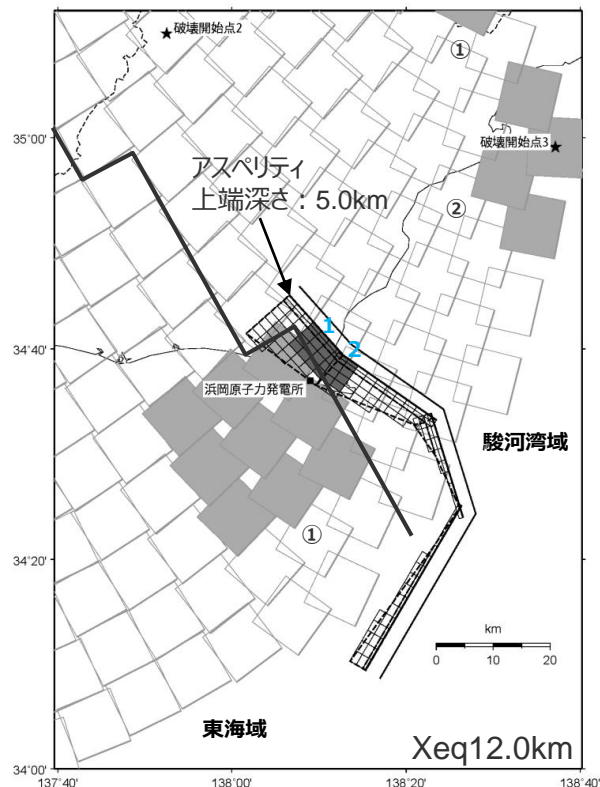 破壊開始点2
①
35°00'
破壊開始点3
アスペリティ
上端深さ：5.0km
②
1
2
34°40'
浜岡原子力発電所
駿河湾域
34°20'
①
km
0 10 20
東海域
Xeq12.0km
34°00'
137°40' 138°00' 138°20' 138°40'